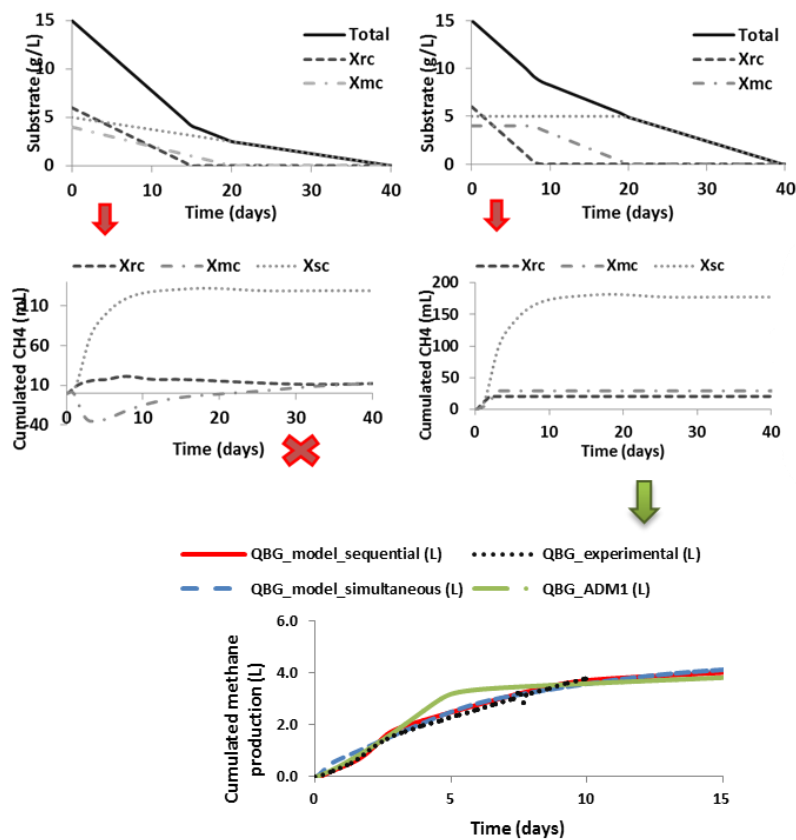 15
10
5
0
Substrate (g/L)
Total
Xrc
Xmc
0 10 20 30 40
Time (days)
15
10
5
0
Substrate (g/L)
Total
Xrc
Xmc
0 10 20 30 40
Time (days)
Xrc Xmc Xsc
110
60
10
-40
Cumulated CH4 (mL)
0 10 20 30 40
Time (days)
Xrc Xmc Xsc
200
150
100
50
0
Cumulated CH4 (mL)
0 10 20 30 40
Time (days)
QBG_model_sequential (L) QBG_experimental (L)
QBG_model_simultaneous (L) QBG_ADM1 (L)
6.0
4.0
2.0
0.0
Cumulated methane
production (L)
0 5 10 15
Time (days)